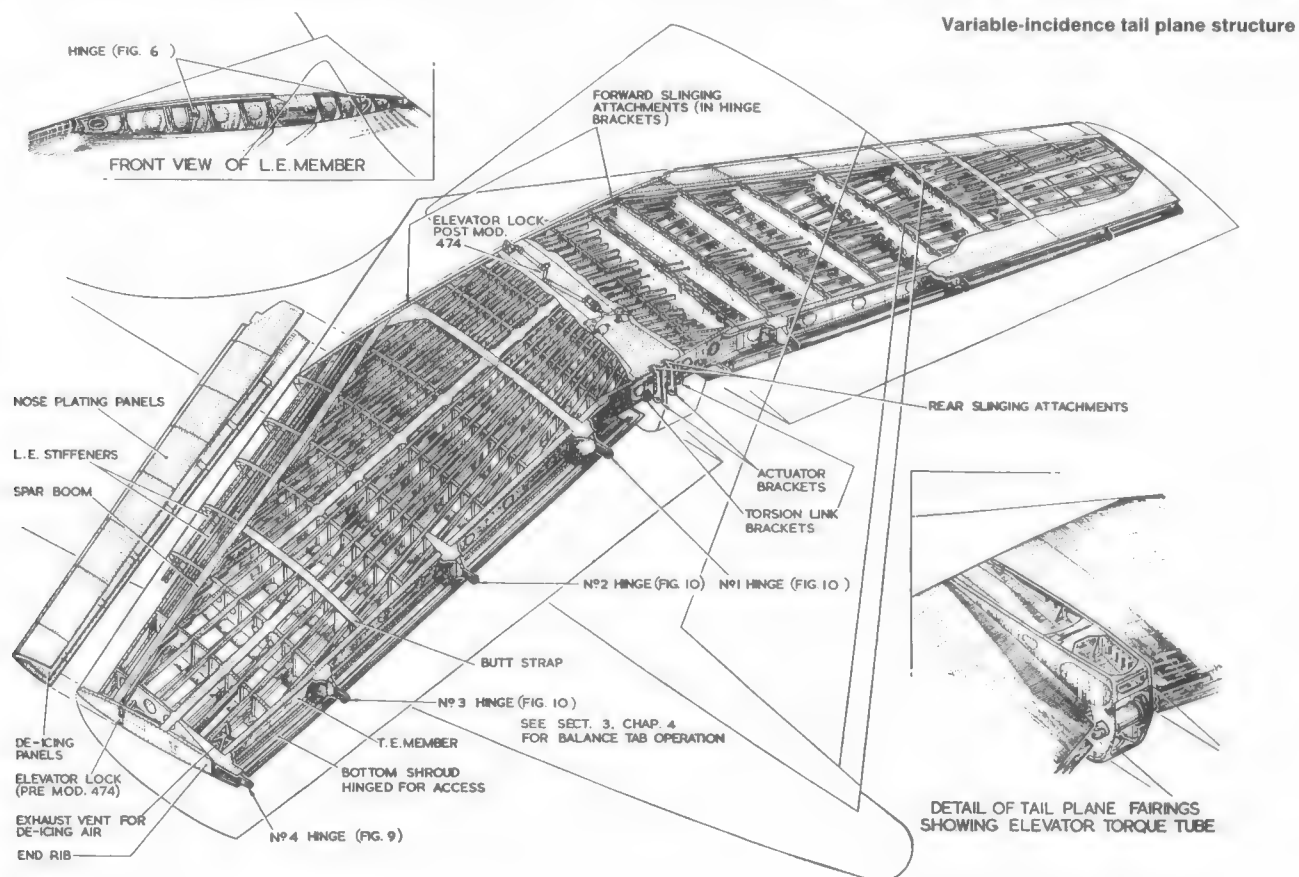 Variable-incidence tail plane structure
HINGE (FIG. 6 )
FRONT VIEW OF L.E. MEMBER
FORWARD SLINGING
ATTACHMENTS (IN HINGE
BRACKETS)
ELEVATOR LOCK-
POST MOD.
474
NOSE PLATING PANELS
L.E. STIFFENERS
SPAR BOOM
REAR SLINGING ATTACHMENTS
ACTUATOR
BRACKETS
TORSION LINK
BRACKETS
Nº2 HINGE (FIG. 10)
Nº1 HINGE (FIG. 10 )
BUTT STRAP
Nº3 HINGE (FIG. 10)
SEE SECT. 3, CHAP. 4
FOR BALANCE TAB OPERATION
T.E. MEMBER
BOTTOM SHROUD
HINGED FOR ACCESS
DE-ICING
PANELS
ELEVATOR LOCK
(PRE MOD. 474)
EXHAUST VENT FOR
DE-ICING AIR
END RIB
Nº4 HINGE (FIG. 9)
DETAIL OF TAIL PLANE FAIRINGS
SHOWING ELEVATOR TORQUE TUBE